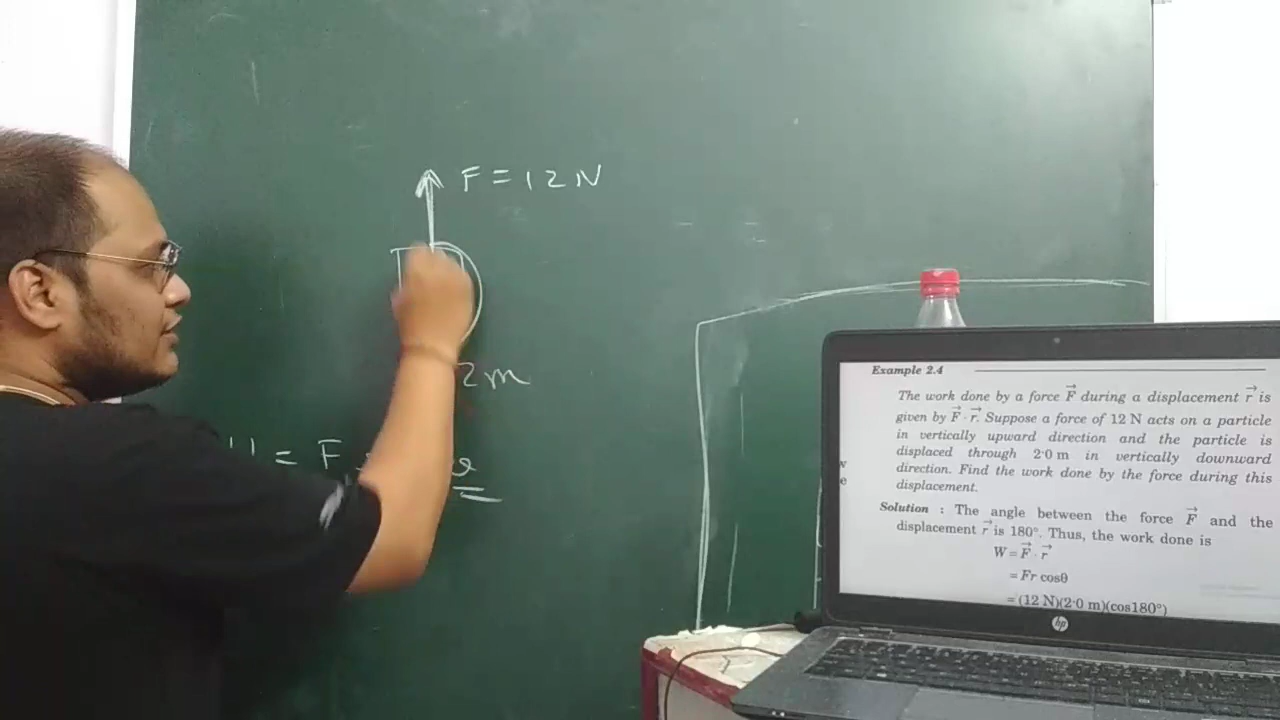 F = 12 N
2 m
= F
Example 2.4
The work done by a force F⃗ during a displacement r⃗ is
given by F⃗ · r⃗. Suppose a force of 12 N acts on a particle
in vertically upward direction and the particle is
displaced through 2·0 m in vertically downward
direction. Find the work done by the force during this
displacement.
Solution : The angle between the force F⃗ and the
displacement r⃗ is 180°. Thus, the work done is
W = F⃗ · r⃗
= Fr cosθ
= (12 N)(2·0 m)(cos180°)
hp